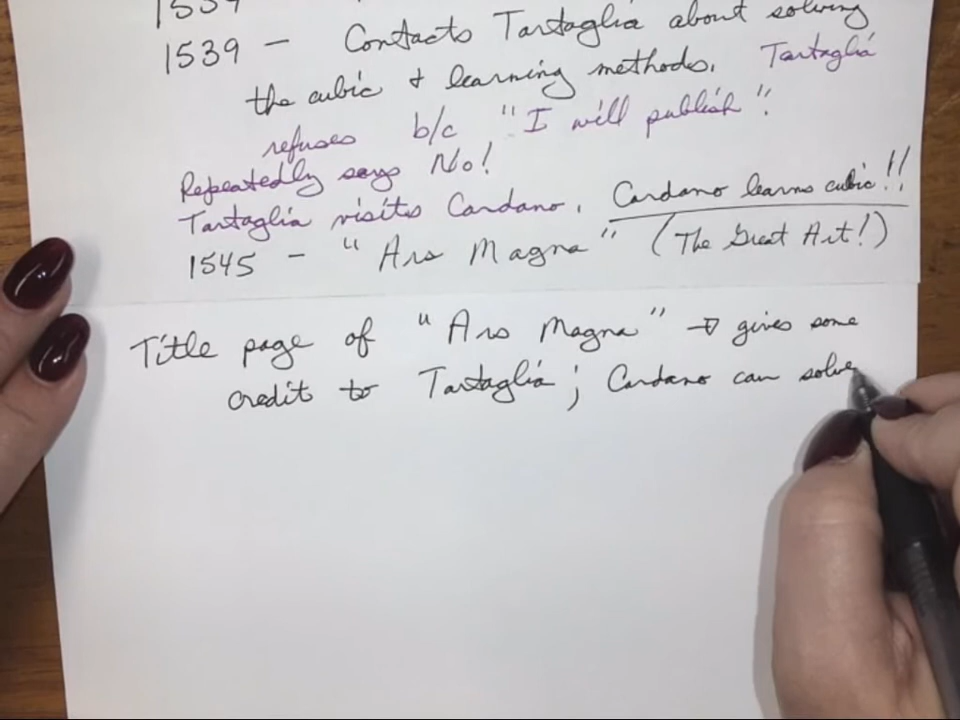 1539
1539 - Contacts Tartaglia about solving
the cubic + learning methods. Tartaglia
refuses b/c "I will publish".
Repeatedly says No!
Tartaglia visits Cardano. Cardano learns cubic!!
1545 - "Ars Magna" (The Great Art!)
Title page of "Ars Magna" → gives some
credit to Tartaglia; Cardano can solve